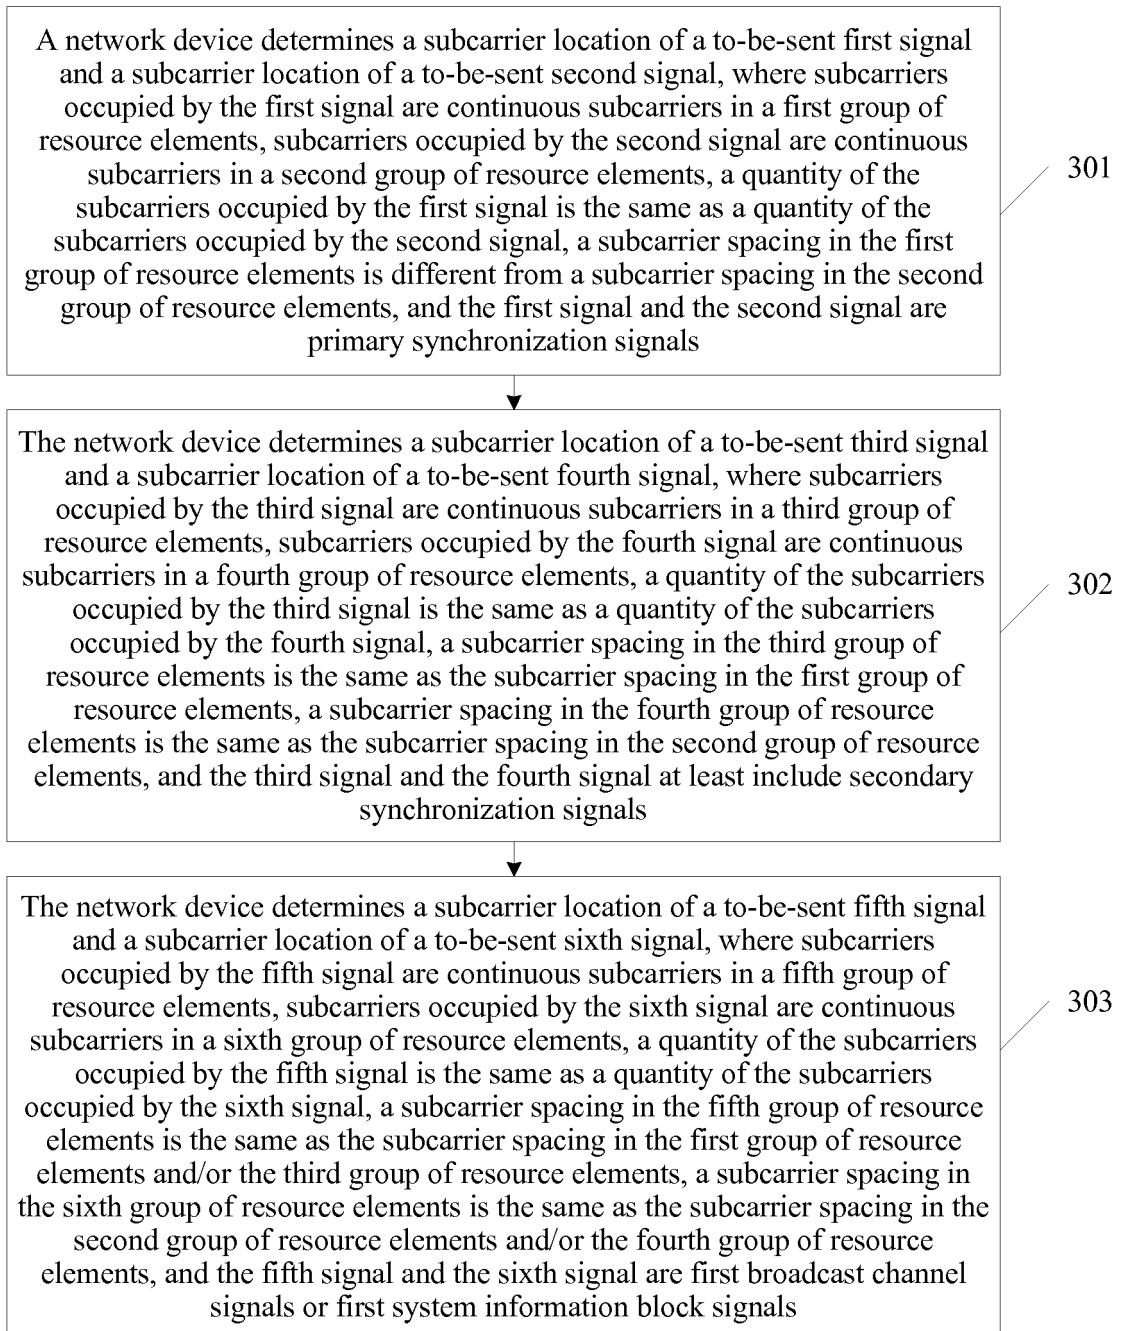 A network device determines a subcarrier location of a to-be-sent first signal
and a subcarrier location of a to-be-sent second signal, where subcarriers
occupied by the first signal are continuous subcarriers in a first group of
resource elements, subcarriers occupied by the second signal are continuous
subcarriers in a second group of resource elements, a quantity of the
subcarriers occupied by the first signal is the same as a quantity of the
subcarriers occupied by the second signal, a subcarrier spacing in the first
group of resource elements is different from a subcarrier spacing in the second
group of resource elements, and the first signal and the second signal are
primary synchronization signals
301
The network device determines a subcarrier location of a to-be-sent third signal
and a subcarrier location of a to-be-sent fourth signal, where subcarriers
occupied by the third signal are continuous subcarriers in a third group of
resource elements, subcarriers occupied by the fourth signal are continuous
subcarriers in a fourth group of resource elements, a quantity of the subcarriers
occupied by the third signal is the same as a quantity of the subcarriers
occupied by the fourth signal, a subcarrier spacing in the third group of
resource elements is the same as the subcarrier spacing in the first group of
resource elements, a subcarrier spacing in the fourth group of resource
elements is the same as the subcarrier spacing in the second group of resource
elements, and the third signal and the fourth signal at least include secondary
synchronization signals
302
The network device determines a subcarrier location of a to-be-sent fifth signal
and a subcarrier location of a to-be-sent sixth signal, where subcarriers
occupied by the fifth signal are continuous subcarriers in a fifth group of
resource elements, subcarriers occupied by the sixth signal are continuous
subcarriers in a sixth group of resource elements, a quantity of the subcarriers
occupied by the fifth signal is the same as a quantity of the subcarriers
occupied by the sixth signal, a subcarrier spacing in the fifth group of resource
elements is the same as the subcarrier spacing in the first group of resource
elements and/or the third group of resource elements, a subcarrier spacing in
the sixth group of resource elements is the same as the subcarrier spacing in the
second group of resource elements and/or the fourth group of resource
elements, and the fifth signal and the sixth signal are first broadcast channel
signals or first system information block signals
303